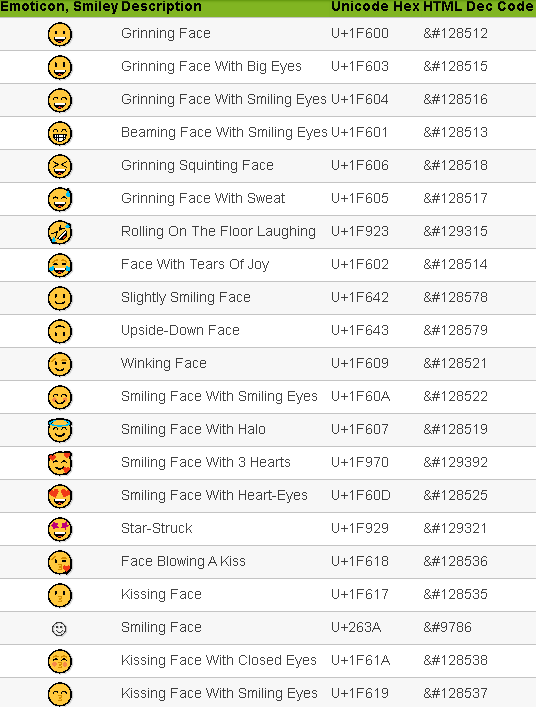 Emoticon, Smiley Description Unicode Hex HTML Dec Code
Grinning Face U+1F600 &#128512
Grinning Face With Big Eyes U+1F603 &#128515
Grinning Face With Smiling Eyes U+1F604 &#128516
Beaming Face With Smiling Eyes U+1F601 &#128513
Grinning Squinting Face U+1F606 &#128518
Grinning Face With Sweat U+1F605 &#128517
Rolling On The Floor Laughing U+1F923 &#129315
Face With Tears Of Joy U+1F602 &#128514
Slightly Smiling Face U+1F642 &#128578
Upside-Down Face U+1F643 &#128579
Winking Face U+1F609 &#128521
Smiling Face With Smiling Eyes U+1F60A &#128522
Smiling Face With Halo U+1F607 &#128519
Smiling Face With 3 Hearts U+1F970 &#129392
Smiling Face With Heart-Eyes U+1F60D &#128525
Star-Struck U+1F929 &#129321
Face Blowing A Kiss U+1F618 &#128536
Kissing Face U+1F617 &#128535
Smiling Face U+263A &#9786
Kissing Face With Closed Eyes U+1F61A &#128538
Kissing Face With Smiling Eyes U+1F619 &#128537